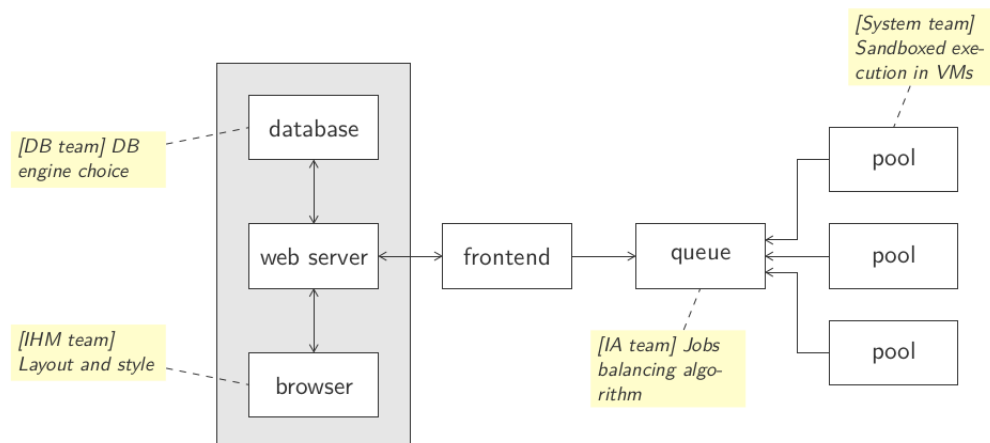 [System team]
Sandboxed exe-
cution in VMs
database
[DB team] DB
engine choice
pool
web server
frontend
queue
pool
[IHM team]
Layout and style
[IA team] Jobs
balancing algo-
rithm
pool
browser